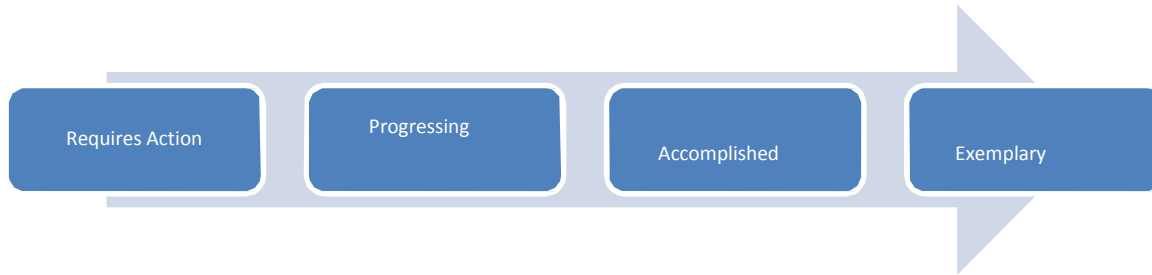 Requires Action
Progressing
Accomplished
Exemplary